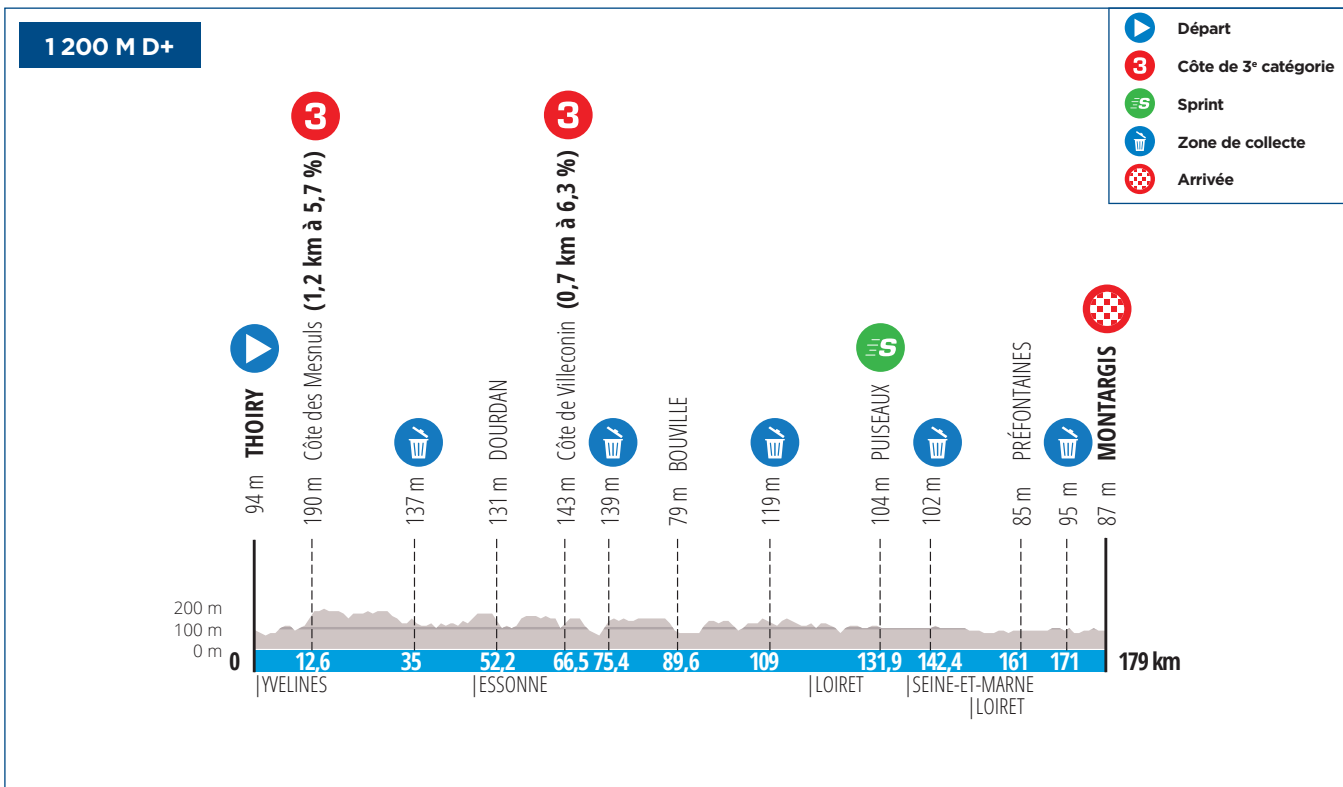 1 200 M D+
Départ
3 Côte de 3e catégorie
S Sprint
Zone de collecte
Arrivée
3
3
S
94 m THOIRY
190 m Côte des Mesnuls (1,2 km à 5,7 %)
137 m
131 m DOURDAN
143 m Côte de Villeconin (0,7 km à 6,3 %)
139 m
79 m BOUVILLE
119 m
104 m PUISEAUX
102 m
85 m PRÉFONTAINES
95 m
87 m MONTARGIS
200 m
100 m
0 m
0 12,6 35 52,2 66,5 75,4 89,6 109 131,9 142,4 161 171 179 km
|YVELINES |ESSONNE |LOIRET |SEINE-ET-MARNE
|LOIRET